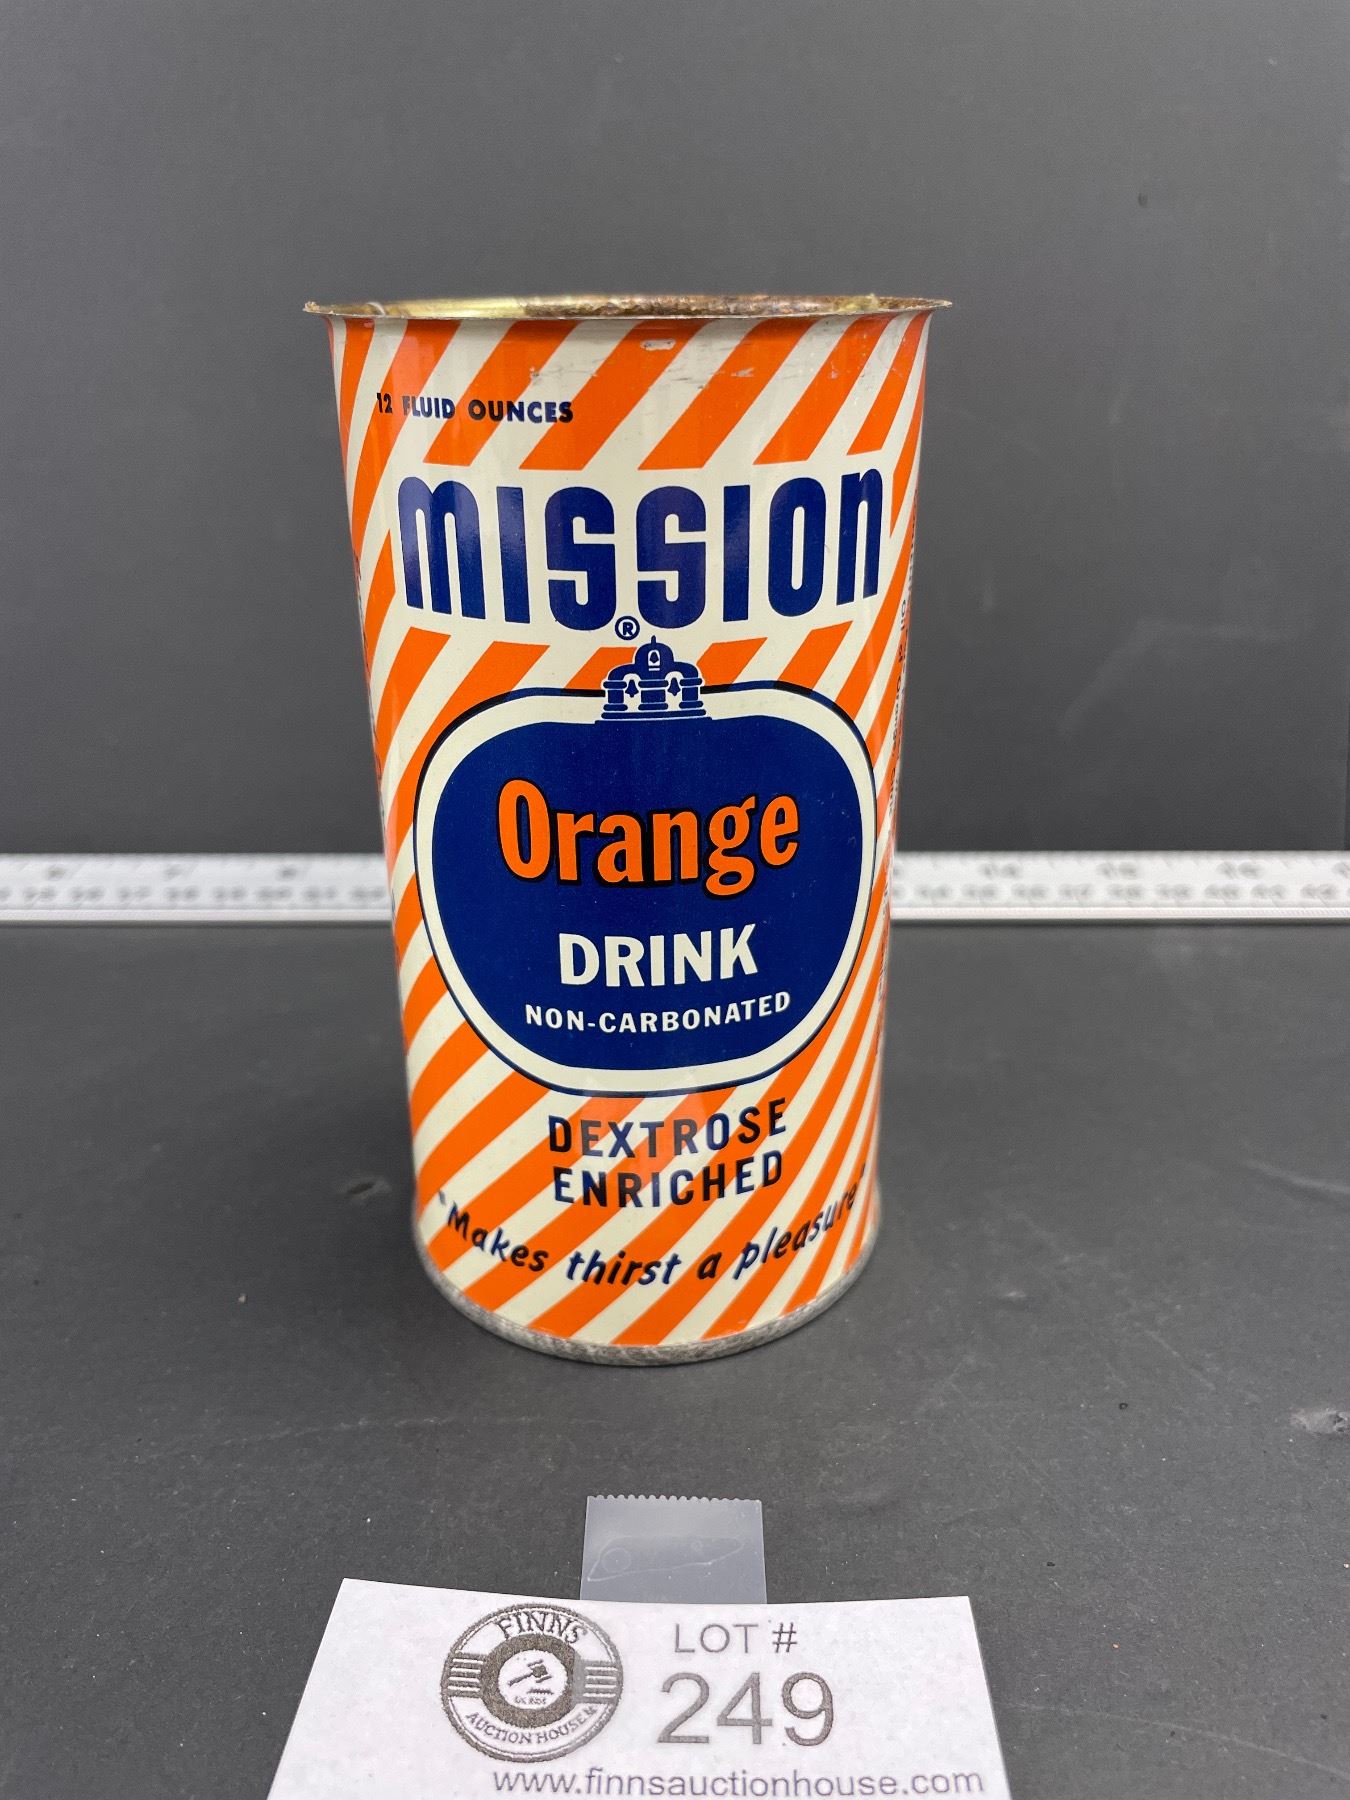 12 FLUID OUNCES
mission
®
Orange
DRINK
NON-CARBONATED
DEXTROSE
ENRICHED
"Makes thirst a pleasure"
FINNS
AUCTION HOUSE
LOT #
249
www.finnsauctionhouse.com